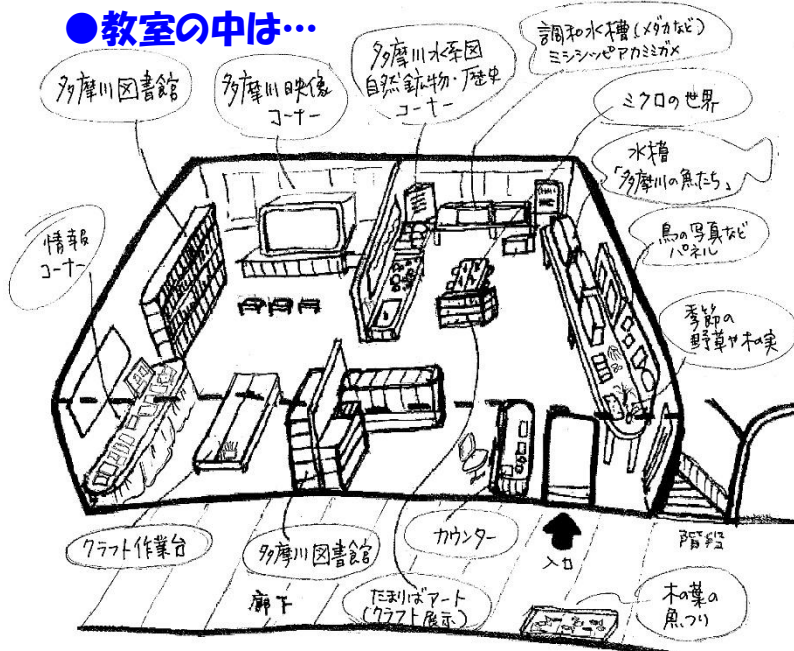 ●教室の中は…
多摩川図書館
多摩川映像
コーナー
多摩川水系図
自然鉱物・歴史
コーナー
調和水槽(メダカなど)
ミシシッピアカミミガメ
ミクロの世界
水槽
「多摩川の魚たち」
鳥の写真など
パネル
季節の
野草や木の実
情報
コーナー
クラフト作業台
多摩川図書館
たまりばアート
(クラフト展示)
カウンター
入口
階段
廊下
木の葉の
魚つり